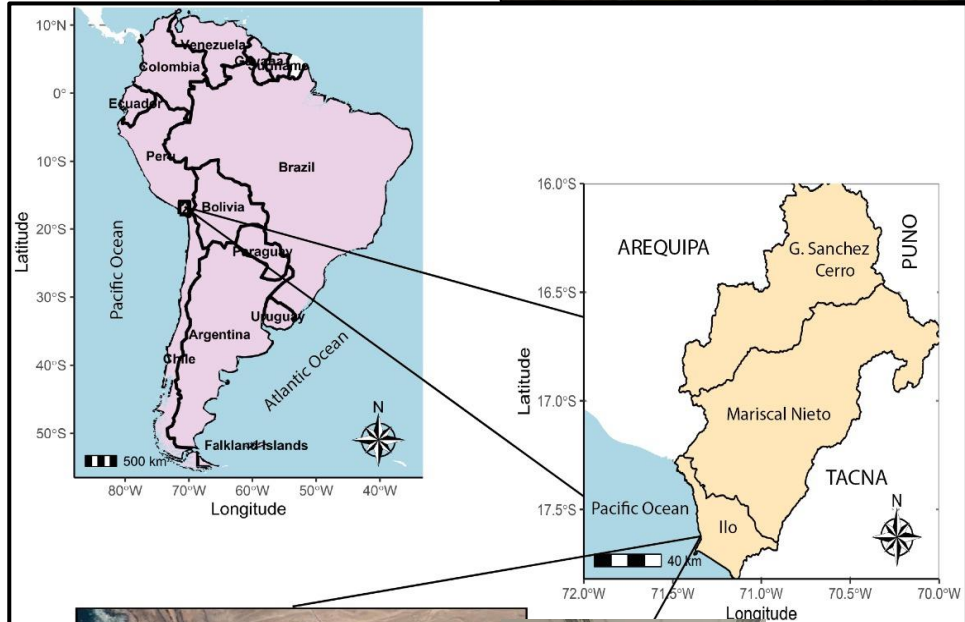 10°N
0°
10°S
20°S
30°S
40°S
50°S
Latitude
Venezuela
Guyana
Suriname
Colombia
Ecuador
Peru
Brazil
Bolivia
Paraguay
Uruguay
Argentina
Chile
Falkland Islands
Pacific Ocean
Atlantic Ocean
N
500 km
80°W 70°W 60°W 50°W 40°W
Longitude
16.0°S
16.5°S
17.0°S
17.5°S
Latitude
AREQUIPA
PUNO
G. Sanchez
Cerro
Mariscal Nieto
TACNA
Pacific Ocean
Ilo
N
40 km
72.0°W 71.5°W 71.0°W 70.5°W 70.0°W
Longitude